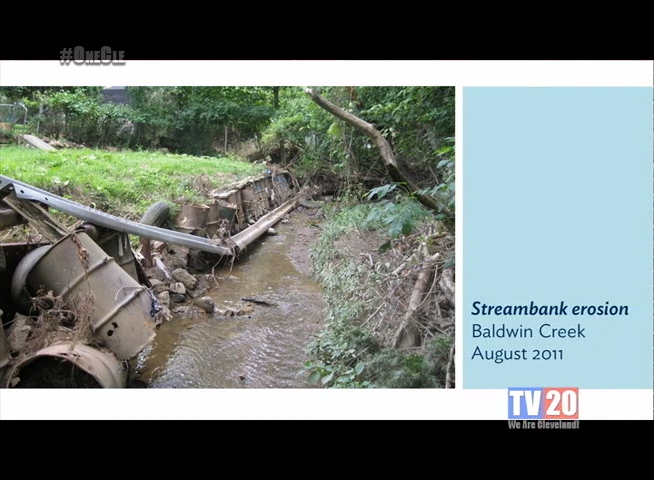 #OneCle
Streambank erosion
Baldwin Creek
August 2011
TV20
We Are Cleveland!